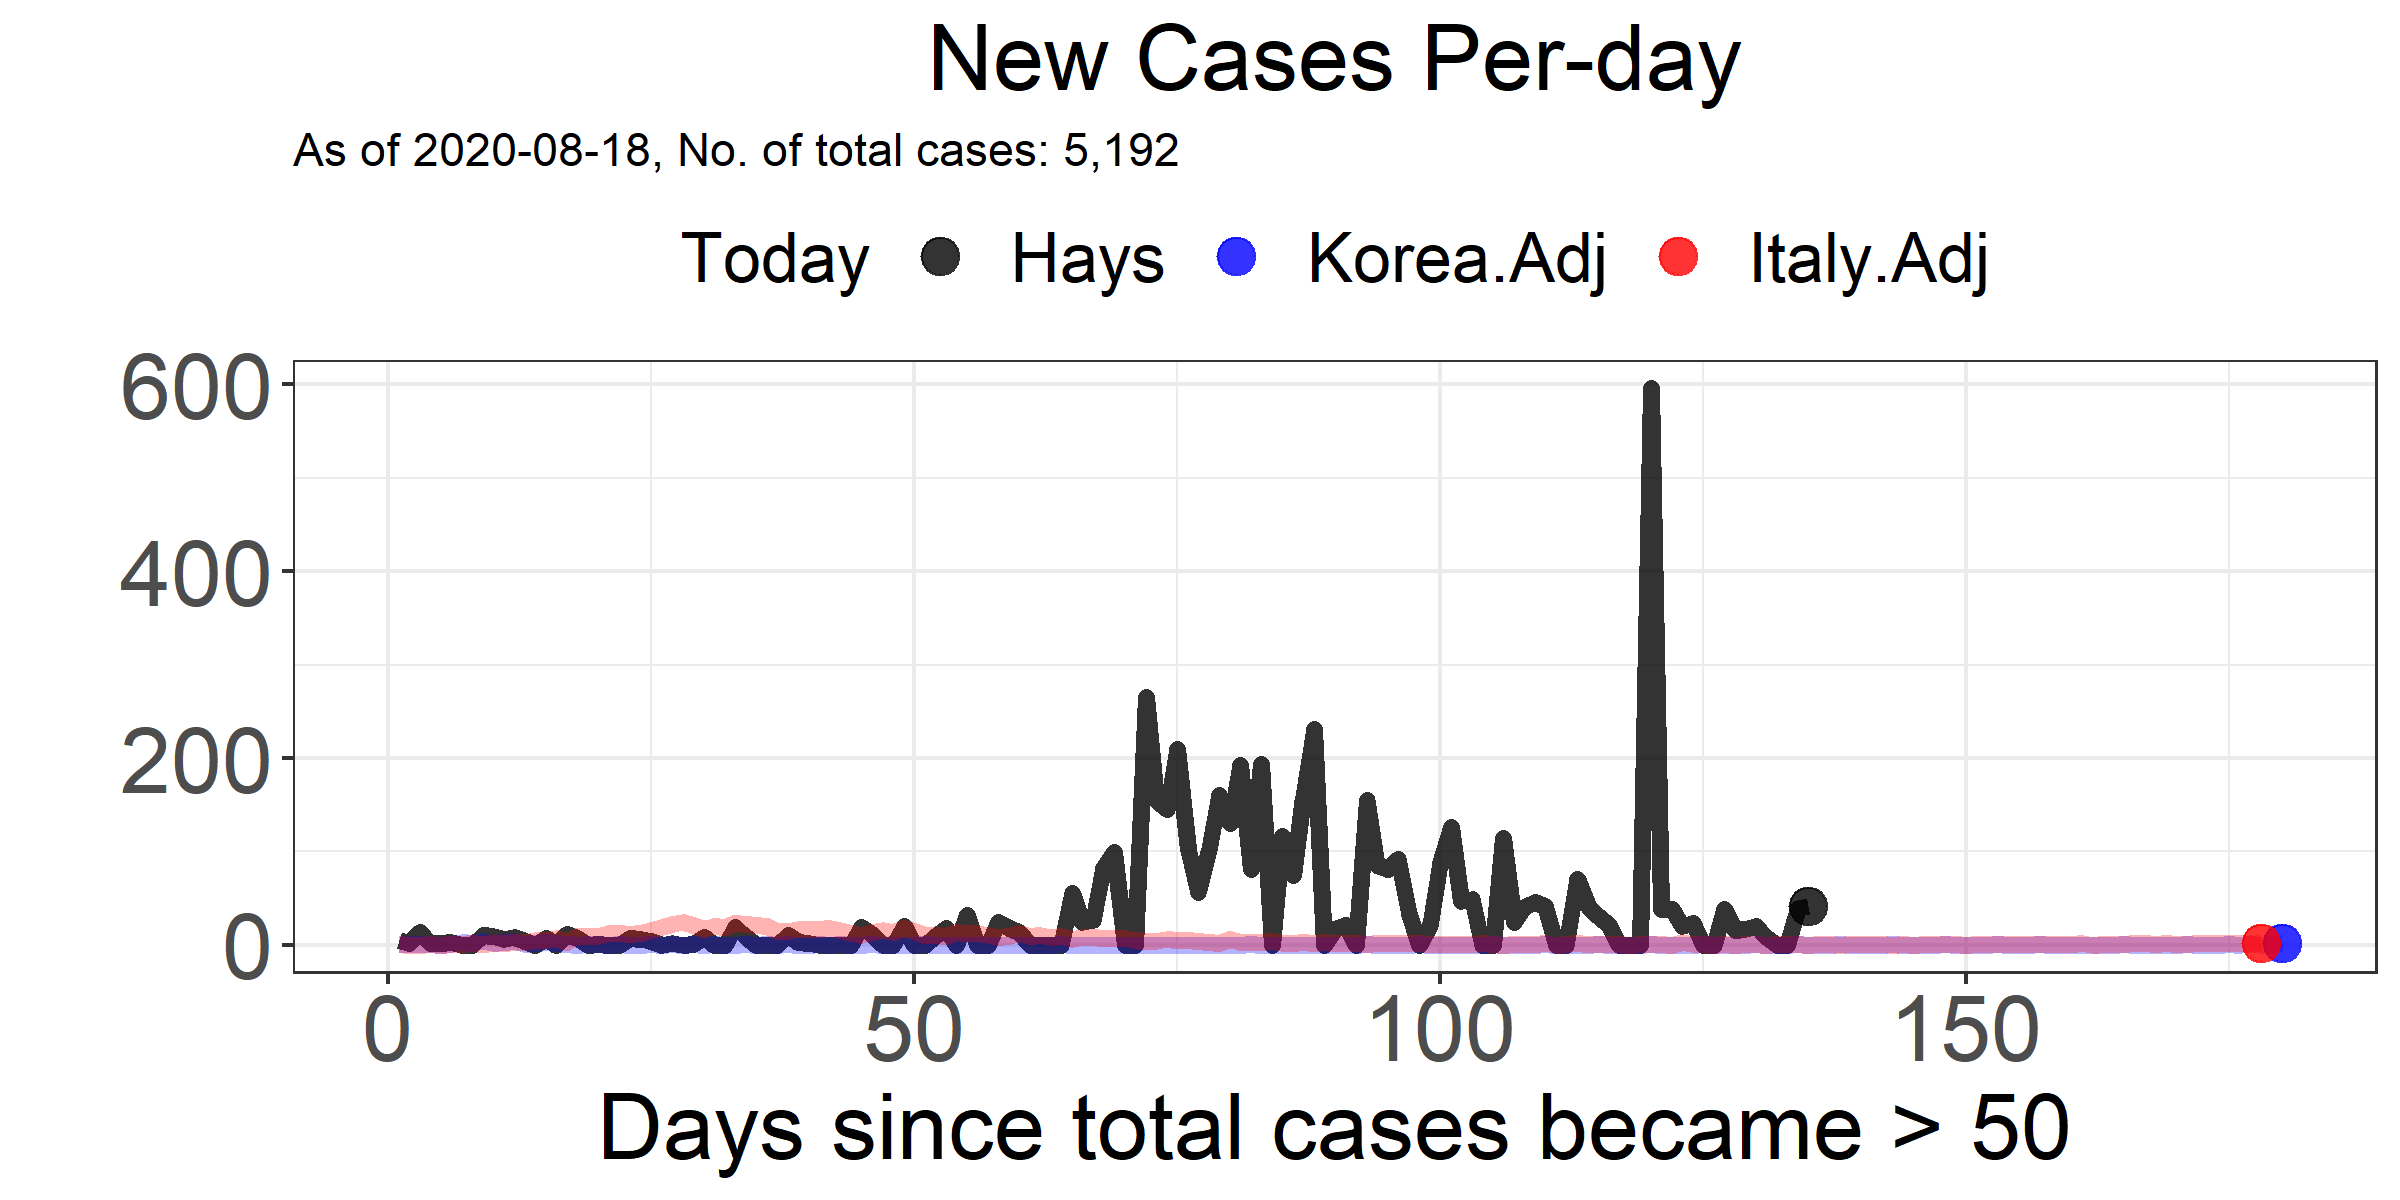 New Cases Per-day
As of 2020-08-18, No. of total cases: 5,192
Today Hays Korea.Adj Italy.Adj
600
400
200
0
0 50 100 150
Days since total cases became > 50